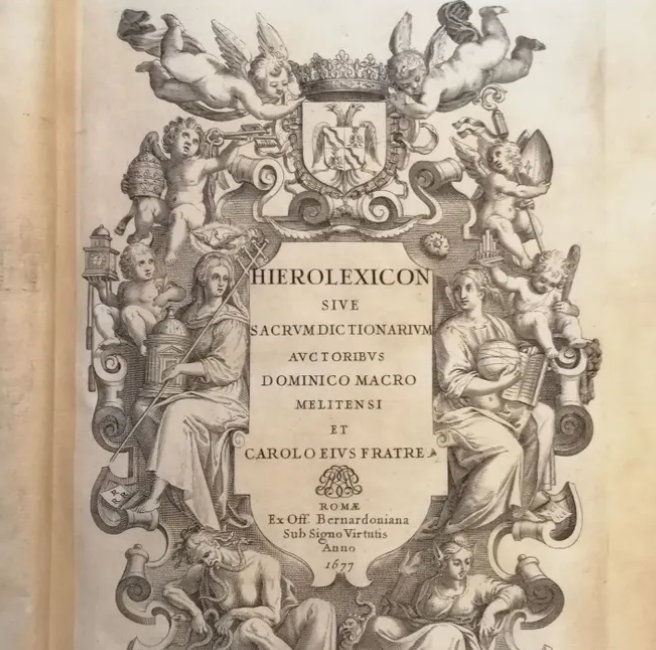 HIEROLEXICON
SIVE
SACRVM DICTIONARIVM
AVCTORIBVS
DOMINICO MACRO
MELITENSI
ET
CAROLO EIVS FRATRE
ROMÆ
Ex Off. Bernardoniana
Sub Signo Virtutis
Anno
1677